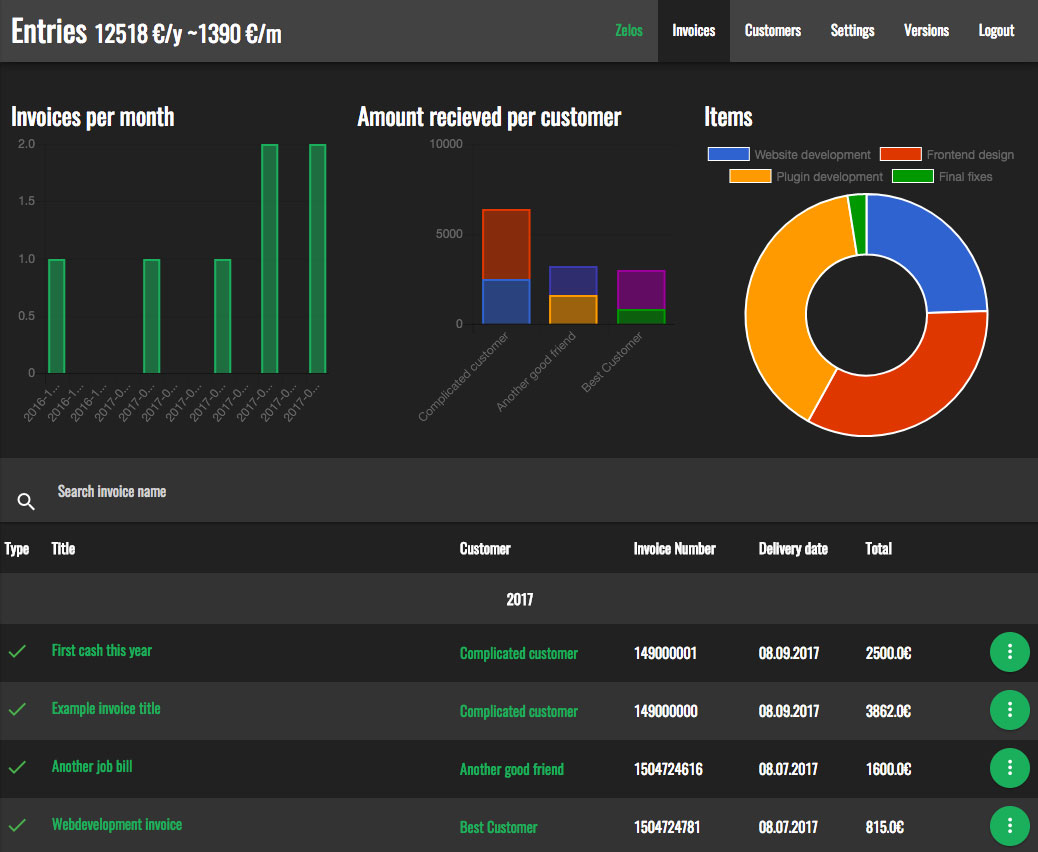 Entries 12518 €/y ~1390 €/m
Zelos Invoices Customers Settings Versions Logout
Invoices per month
2.0
1.5
1.0
0.5
0
2016-1... 2016-1... 2016-1... 2017-0... 2017-0... 2017-0... 2017-0... 2017-0... 2017-0... 2017-0... 2017-0... 2017-0...
Amount recieved per customer
10000
5000
0
Complicated customer Another good friend Best Customer
Items
Website development Frontend design
Plugin development Final fixes
Search invoice name
Type Title Customer Invoice Number Delivery date Total
2017
First cash this year Complicated customer 149000001 08.09.2017 2500.0€
Example invoice title Complicated customer 149000000 08.09.2017 3862.0€
Another job bill Another good friend 1504724616 08.07.2017 1600.0€
Webdevelopment invoice Best Customer 1504724781 08.07.2017 815.0€